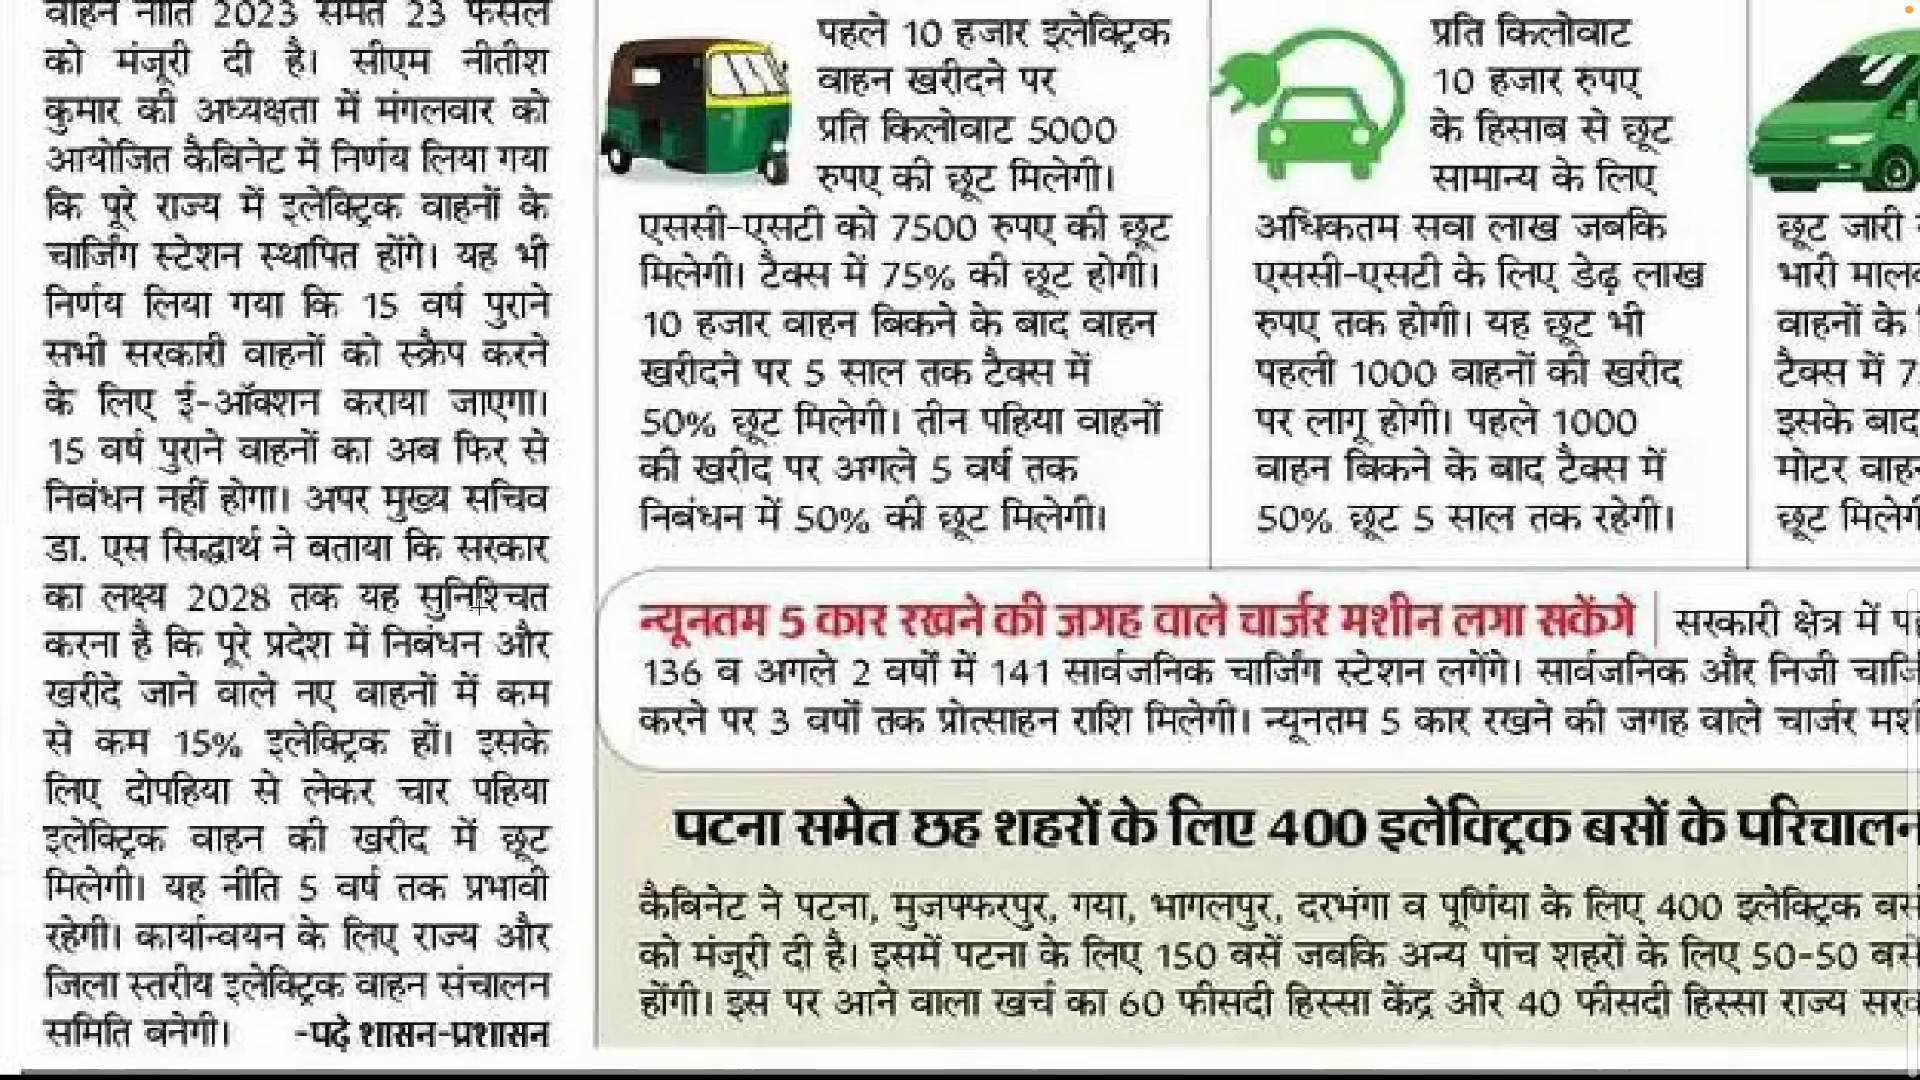 वाहन नीति 2023 समेत 23 फैसले
को मंजूरी दी है। सीएम नीतीश
कुमार की अध्यक्षता में मंगलवार को
आयोजित कैबिनेट में निर्णय लिया गया
कि पूरे राज्य में इलेक्ट्रिक वाहनों के
चार्जिंग स्टेशन स्थापित होंगे। यह भी
निर्णय लिया गया कि 15 वर्ष पुराने
सभी सरकारी वाहनों को स्क्रैप करने
के लिए ई-ऑक्शन कराया जाएगा।
15 वर्ष पुराने वाहनों का अब फिर से
निबंधन नहीं होगा। अपर मुख्य सचिव
डा. एस सिद्धार्थ ने बताया कि सरकार
का लक्ष्य 2028 तक यह सुनिश्चित
करना है कि पूरे प्रदेश में निबंधन और
खरीदे जाने वाले नए वाहनों में कम
से कम 15% इलेक्ट्रिक हों। इसके
लिए दोपहिया से लेकर चार पहिया
इलेक्ट्रिक वाहन की खरीद में छूट
मिलेगी। यह नीति 5 वर्ष तक प्रभावी
रहेगी। कार्यान्वयन के लिए राज्य और
जिला स्तरीय इलेक्ट्रिक वाहन संचालन
समिति बनेगी। -पढ़े शासन-प्रशासन
पहले 10 हजार इलेक्ट्रिक
वाहन खरीदने पर
प्रति किलोवाट 5000
रुपए की छूट मिलेगी।
एससी-एसटी को 7500 रुपए की छूट
मिलेगी। टैक्स में 75% की छूट होगी।
10 हजार वाहन बिकने के बाद वाहन
खरीदने पर 5 साल तक टैक्स में
50% छूट मिलेगी। तीन पहिया वाहनों
की खरीद पर अगले 5 वर्ष तक
निबंधन में 50% की छूट मिलेगी।
प्रति किलोवाट
10 हजार रुपए
के हिसाब से छूट
सामान्य के लिए
अधिकतम सवा लाख जबकि
एससी-एसटी के लिए डेढ़ लाख
रुपए तक होगी। यह छूट भी
पहली 1000 वाहनों की खरीद
पर लागू होगी। पहले 1000
वाहन बिकने के बाद टैक्स में
50% छूट 5 साल तक रहेगी।
छूट जारी
भारी
वाहनों के
टैक्स में
इसके बाद
मोटर
छूट
न्यूनतम 5 कार रखने की जगह वाले चार्जर मशीन लगा सकेंगे | सरकारी क्षेत्र में
136 व अगले 2 वर्षों में 141 सार्वजनिक चार्जिंग स्टेशन लगेंगे। सार्वजनिक और निजी
करने पर 3 वर्षों तक प्रोत्साहन राशि मिलेगी। न्यूनतम 5 कार रखने की जगह वाले चार्जर
पटना समेत छह शहरों के लिए 400 इलेक्ट्रिक बसों के परिचालन
कैबिनेट ने पटना, मुजफ्फरपुर, गया, भागलपुर, दरभंगा व पूर्णिया के लिए 400 इलेक्ट्रिक
को मंजूरी दी है। इसमें पटना के लिए 150 बसें जबकि अन्य पांच शहरों के लिए 50-50
होंगी। इस पर आने वाला खर्च का 60 फीसदी हिस्सा केंद्र और 40 फीसदी हिस्सा राज्य